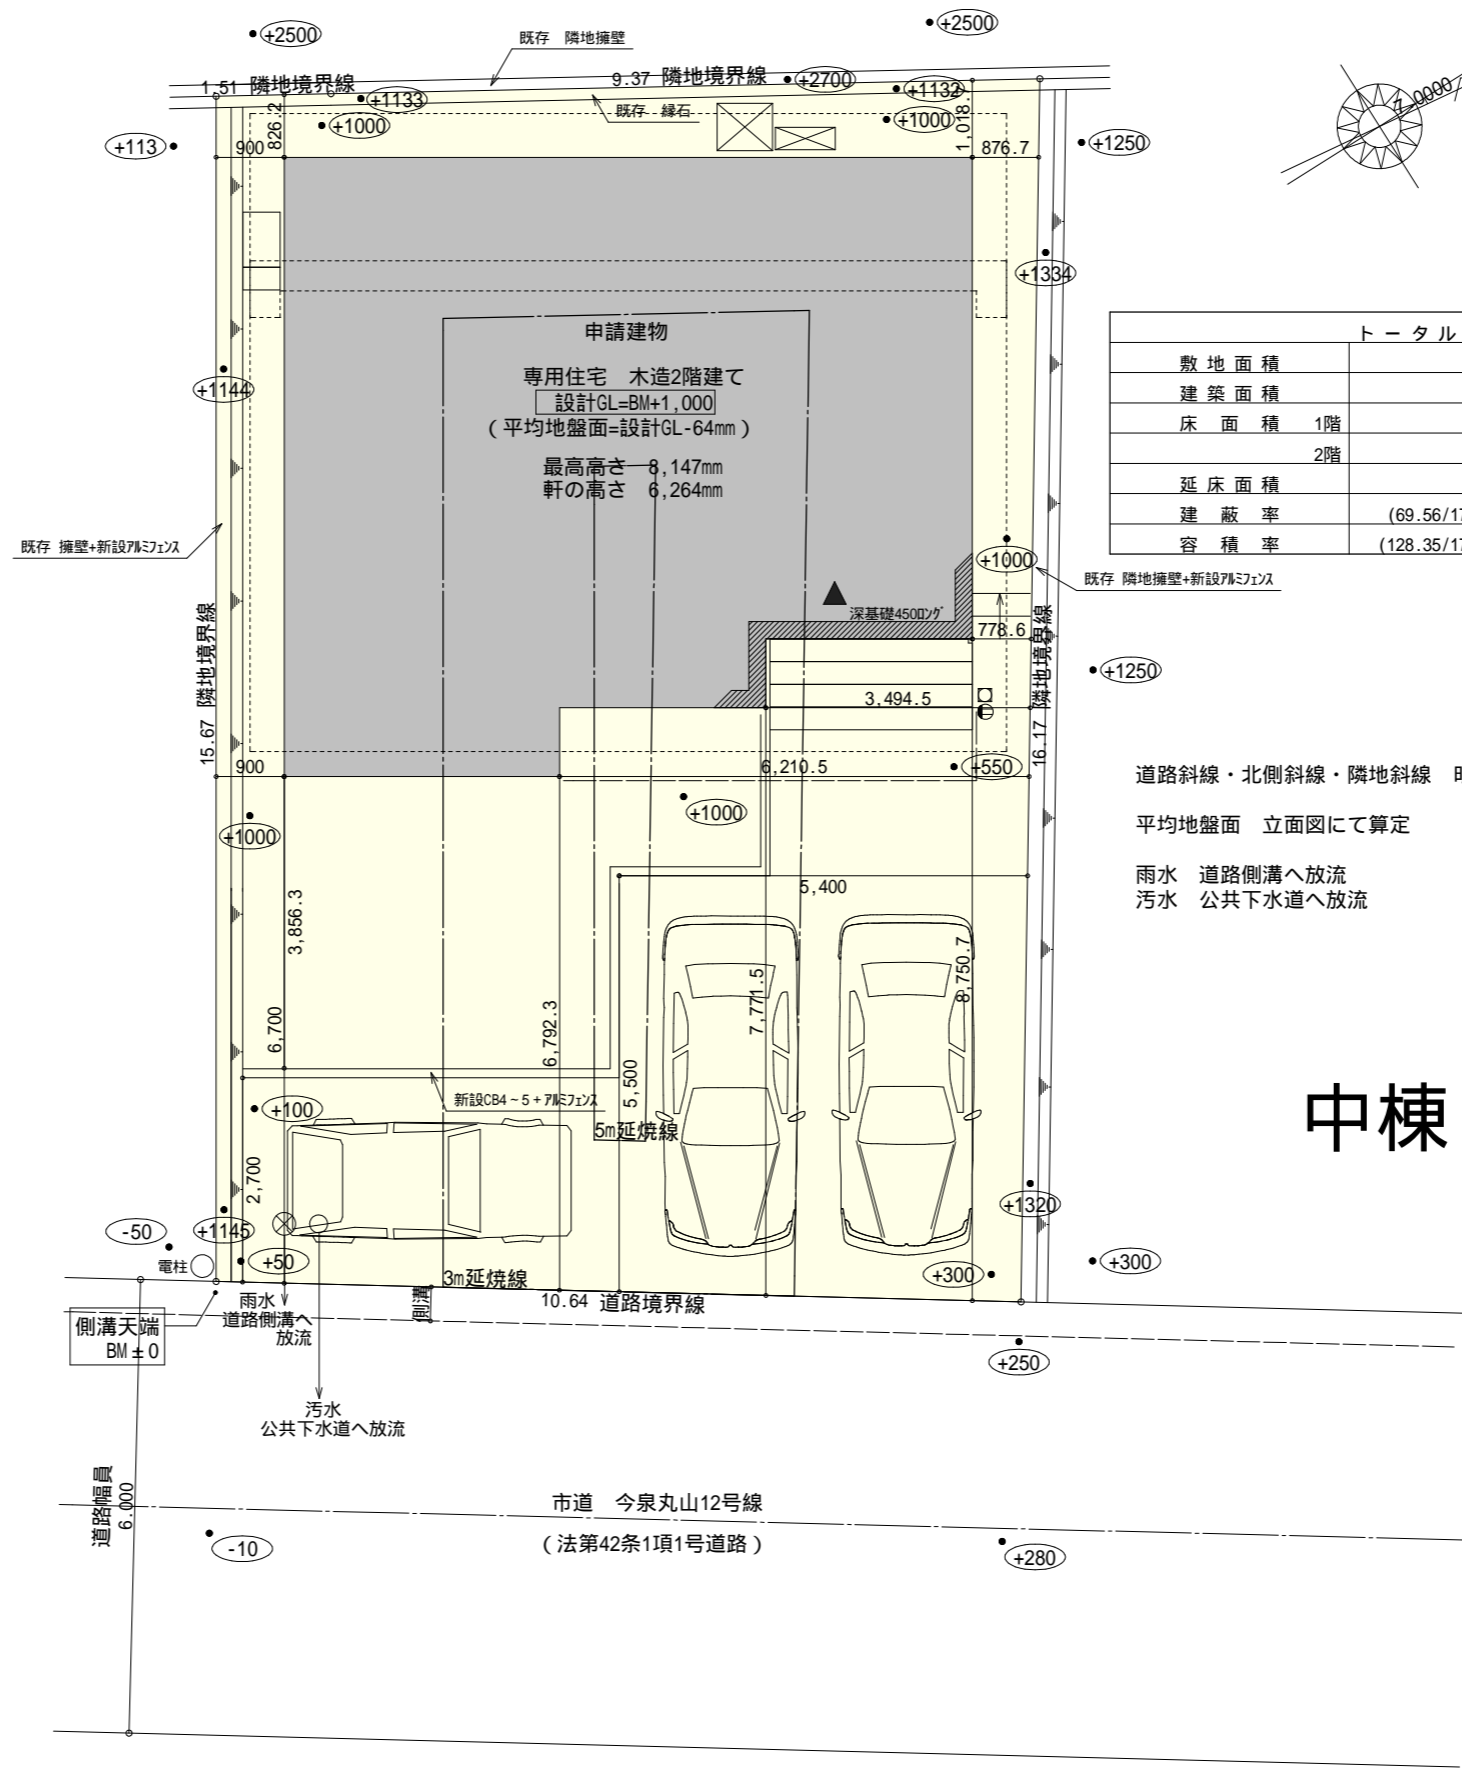 +2500
+2500
既存 隣地擁壁
1.51 隣地境界線
9.37 隣地境界線
+2700
+1133
+1132
既存 縁石
+1000
+1000
826.2
1,018.
7.0000
+113
+1250
900
876.7
+1334
申請建物
専用住宅 木造2階建て
設計GL=BM+1,000
(平均地盤面=設計GL-64mm)
最高高さ 8,147mm
軒の高さ 6,264mm
+1144
トータル
敷地面積
建築面積
床面積 1階
2階
延床面積
建蔽率 (69.56/17
容積率 (128.35/17
既存 擁壁+新設アルミフェンス
+1000
既存 隣地擁壁+新設アルミフェンス
深基礎450ロング
778.6
15.67 隣地境界線
16.17 隣地境界線
3,494.5
+1250
900
6,210.5
+550
+1000
+1000
道路斜線・北側斜線・隣地斜線
平均地盤面 立面図にて算定
雨水 道路側溝へ放流
汚水 公共下水道へ放流
5,400
3,856.3
6,700
6,792.3
7,771.5
8,750.7
5,500
新設CB4~5+アルミフェンス
+100
5m延焼線
中棟
2,700
+1145
+1320
-50
電柱
+50
+300
+300
3m延焼線
側溝
10.64 道路境界線
雨水
道路側溝へ
放流
側溝天端
BM±0
+250
汚水
公共下水道へ放流
道路幅員
6.000
市道 今泉丸山12号線
(法第42条1項1号道路)
-10
+280